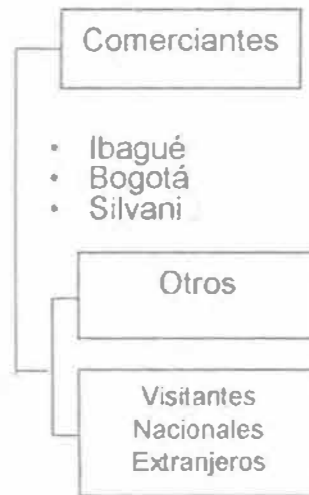 Comerciantes
• Ibagué
• Bogotá
• Silvani
Otros
Visitantes
Nacionales
Extranjeros